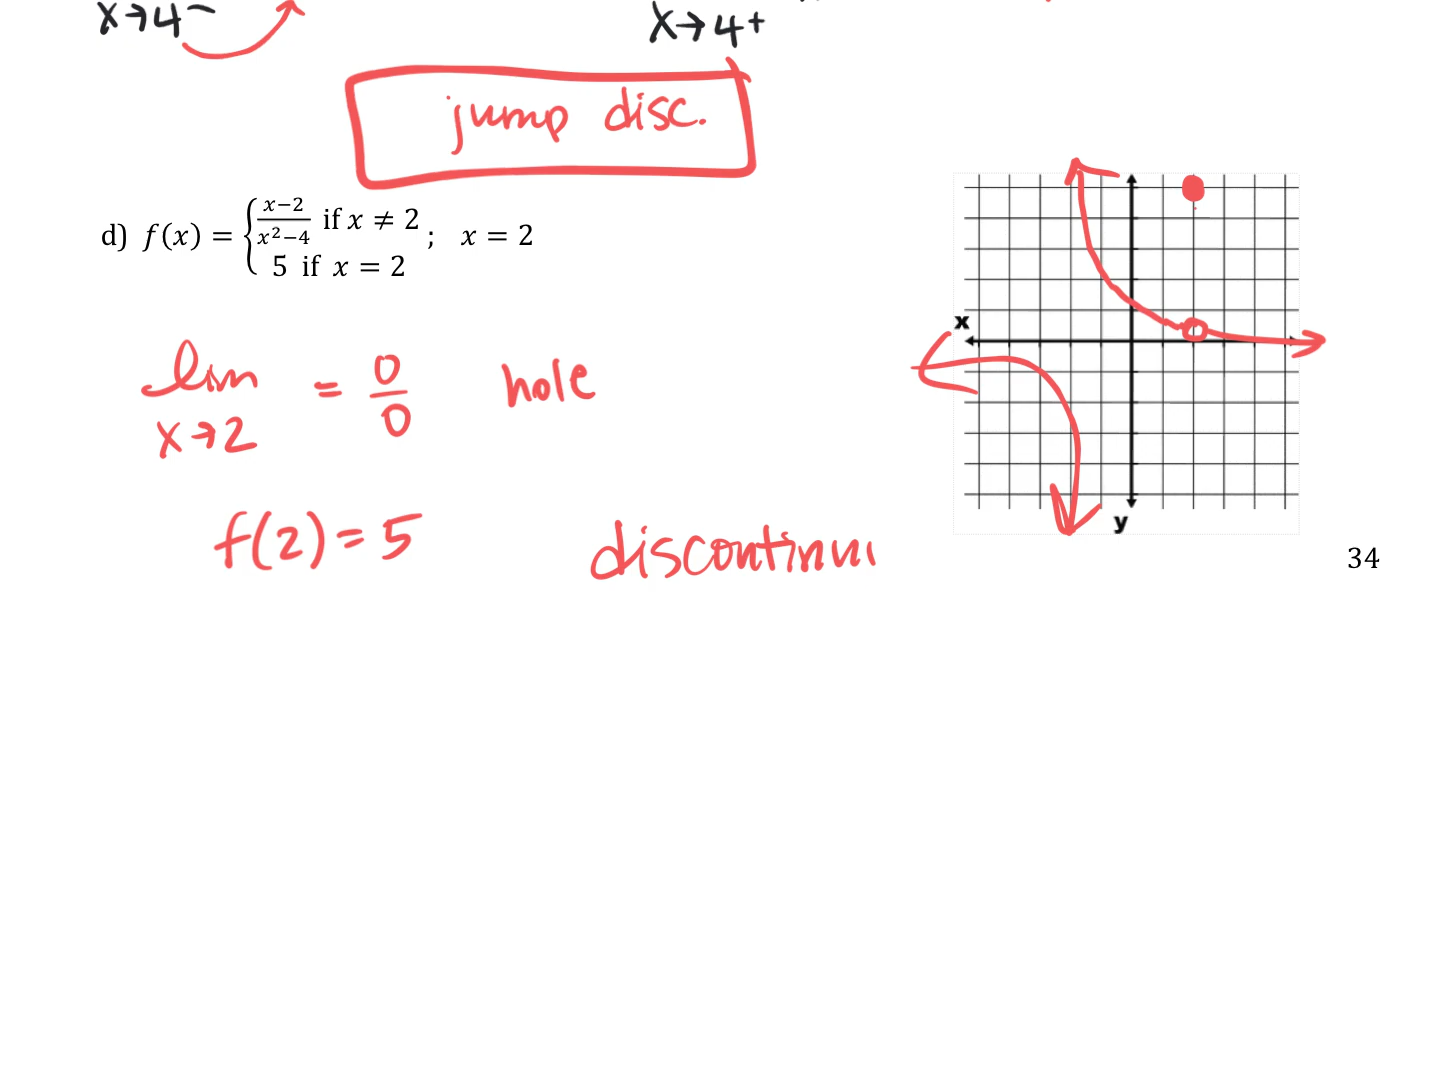 x→4⁻
x→4⁺
jump disc.
d) f(x) = { x−2 / x²−4 if x ≠ 2 ; x = 2
5 if x = 2
x
lim = 0/0 hole
x→2
y
f(2)=5 discontinui
34